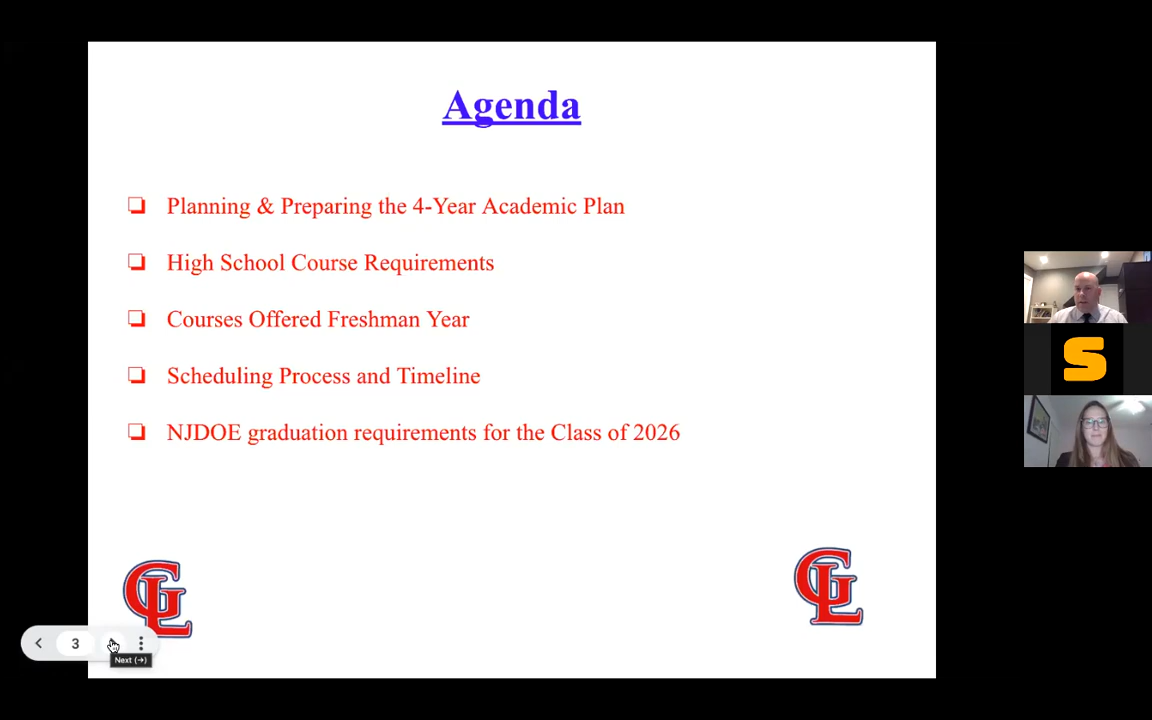 Agenda
❏ Planning & Preparing the 4-Year Academic Plan
❏ High School Course Requirements
❏ Courses Offered Freshman Year
❏ Scheduling Process and Timeline
❏ NJDOE graduation requirements for the Class of 2026
S
GL
GL
3
Next (→)